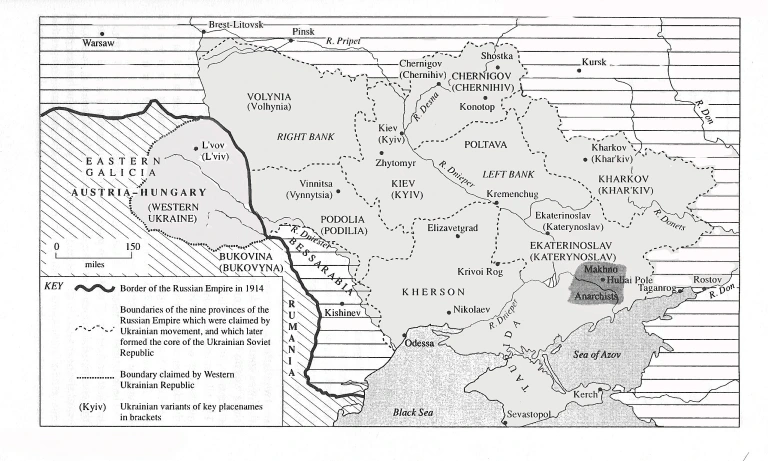 Brest-Litovsk
Warsaw
Pinsk
R. Pripet
Shostka
Chernigov
(Chernihiv)
CHERNIGOV
(CHERNIHIV)
Kursk
R. Don
VOLYNIA
(Volhynia)
R. Desna
Konotop
RIGHT BANK
Kiev
(Kyiv)
POLTAVA
L'vov
(L'viv)
Zhytomyr
Kharkov
(Khar'kiv)
EASTERN
GALICIA
R. Dnieper
LEFT BANK
AUSTRIA-HUNGARY
Vinnitsa
(Vynnytsia)
KIEV
(KYIV)
KHARKOV
(KHAR'KIV)
(WESTERN
UKRAINE)
Kremenchug
PODOLIA
(PODILIA)
Ekaterinoslav
(Katerynoslav)
R. Donets
R. Dniester
Elizavetgrad
0 150
miles
BUKOVINA
(BUKOVYNA)
BESSARABIA
EKATERINOSLAV
(KATERYNOSLAV)
Krivoi Rog
Makhno
Huliai Pole
Anarchists
Taganrog
Rostov
R. Don
KHERSON
KEY
Border of the Russian Empire in 1914
Boundaries of the nine provinces of the
Russian Empire which were claimed by
Ukrainian movement, and which later
formed the core of the Ukrainian Soviet
Republic
Boundary claimed by Western
Ukrainian Republic
(Kyiv) Ukrainian variants of key placenames
in brackets
RUMANIA
Kishinev
Nikolaev
R. Dnieper
Odessa
TAURIDA
Sea of Azov
Kerch
Black Sea
Sevastopol